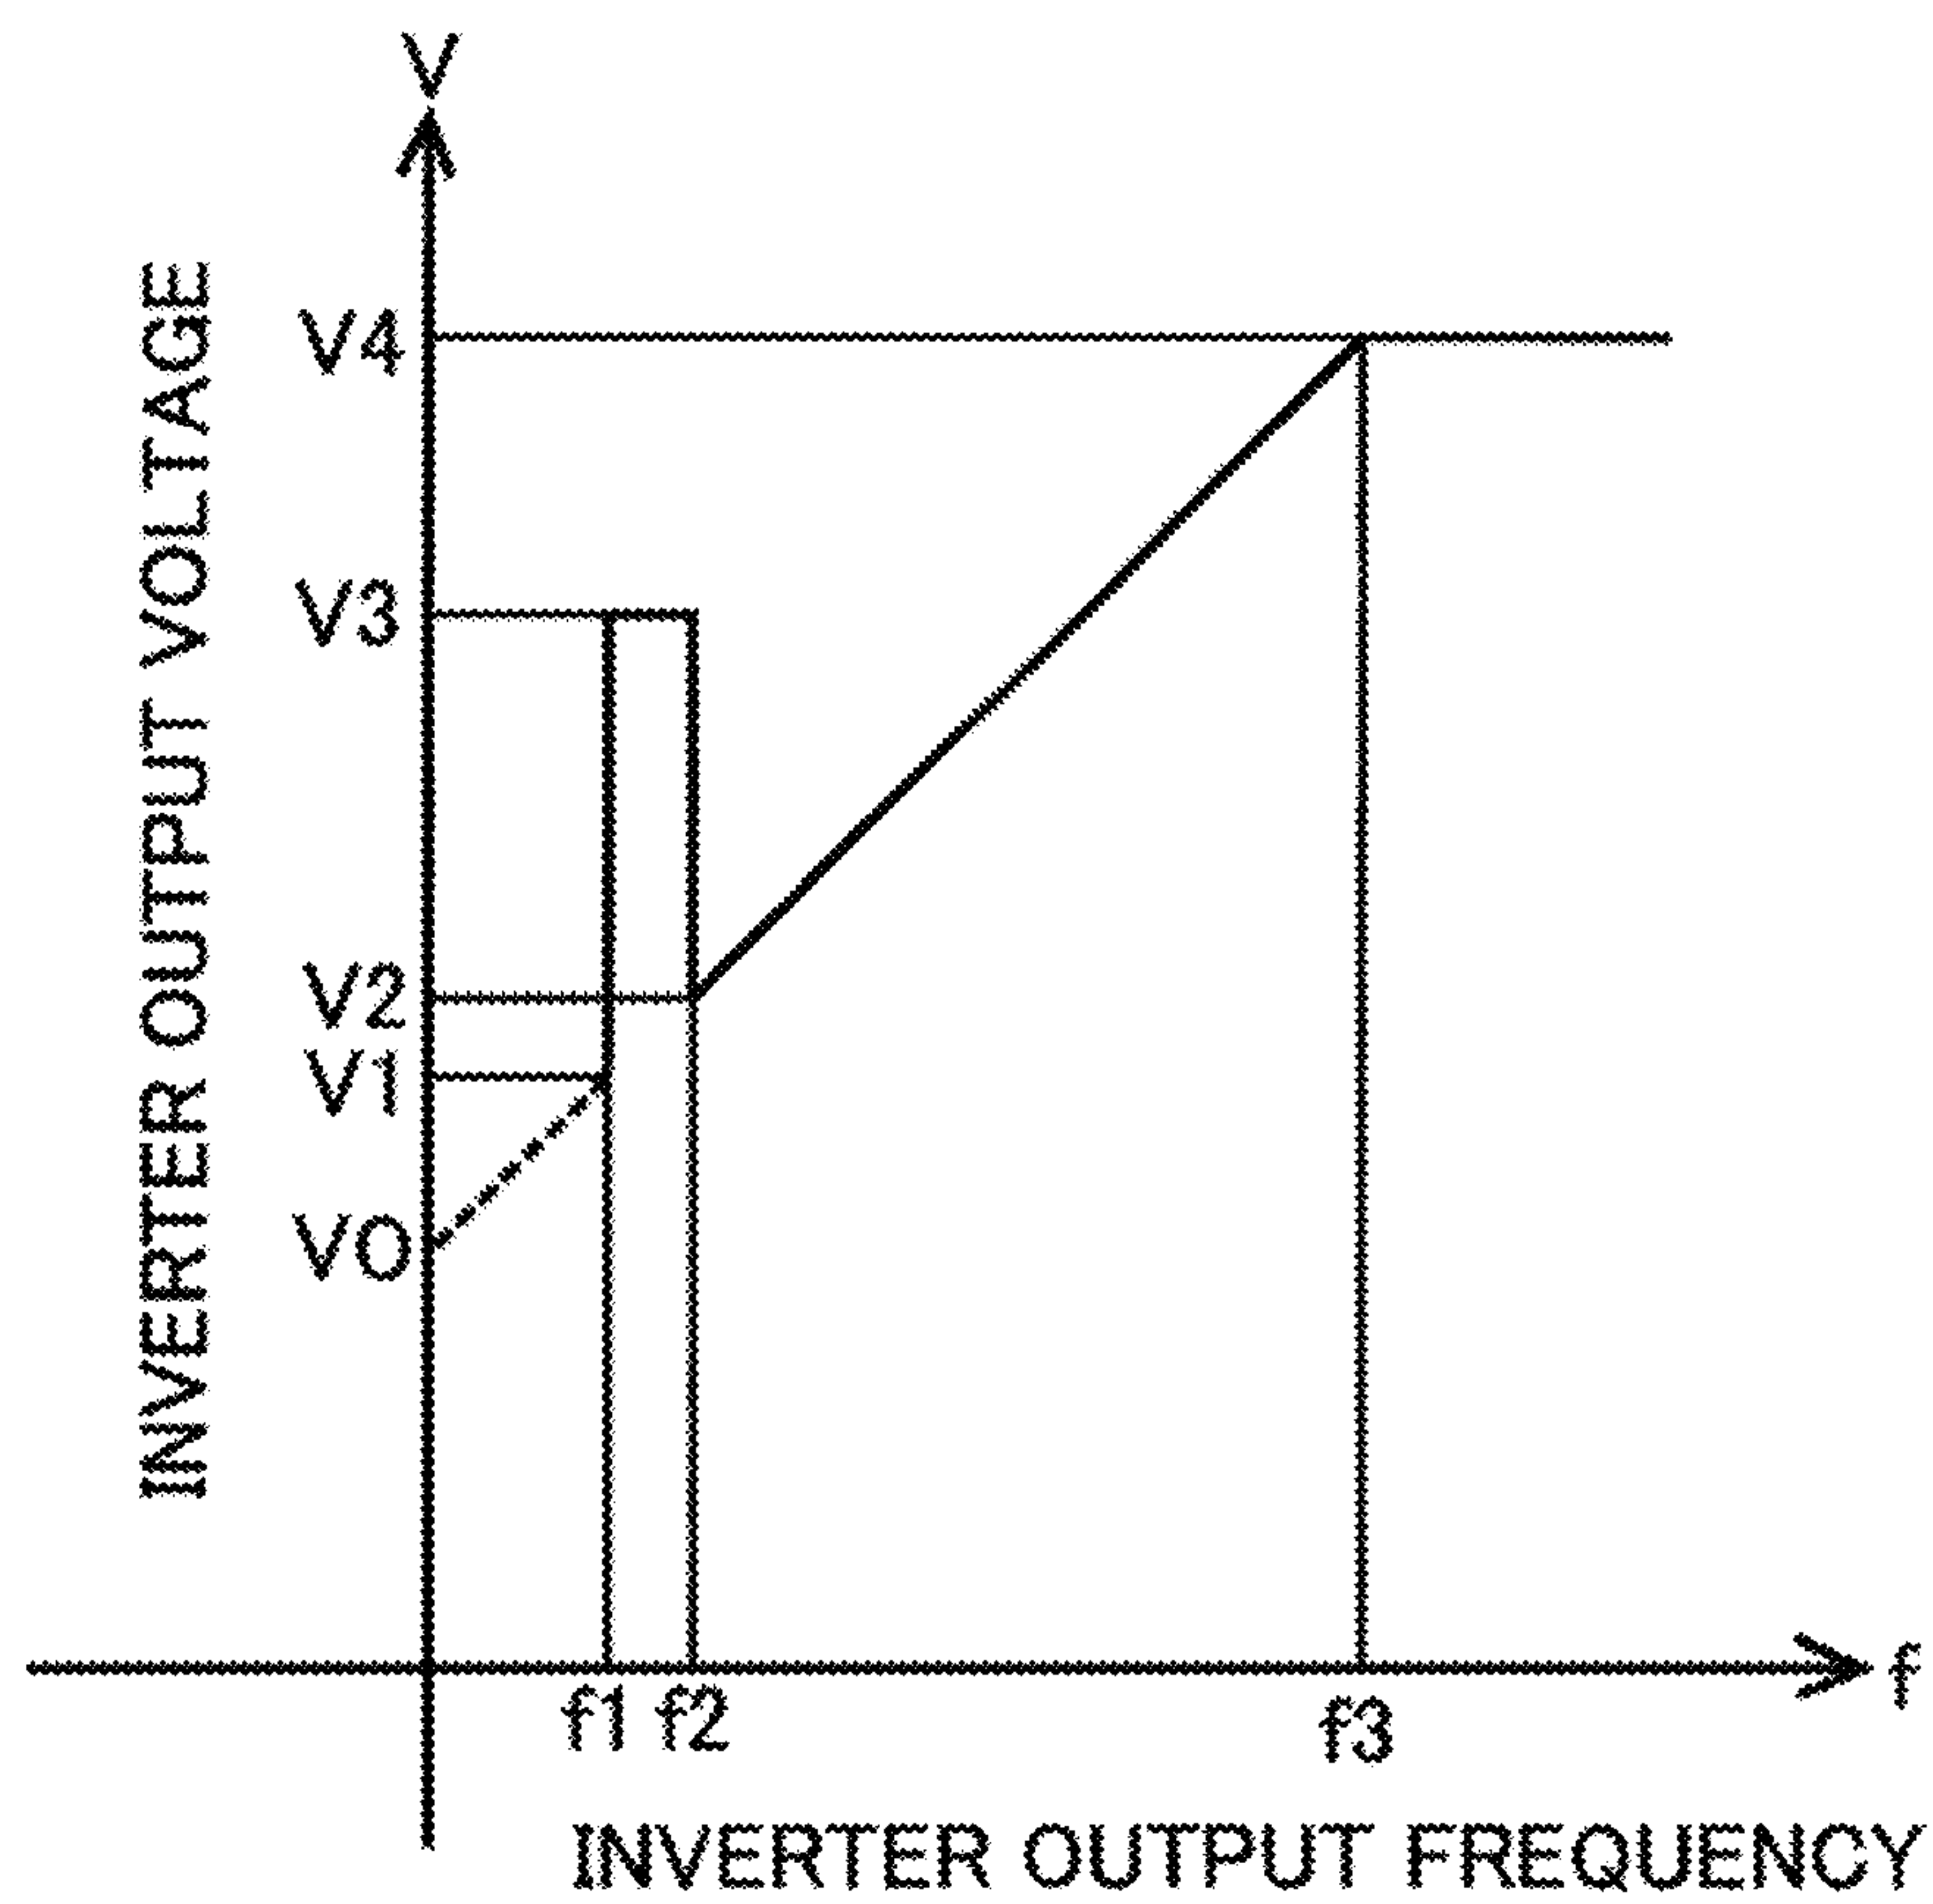 V
INVERTER OUTPUT VOLTAGE
V4
V3
V2
V1
V0
f1 f2 f3
f
INVERTER OUTPUT FREQUENCY